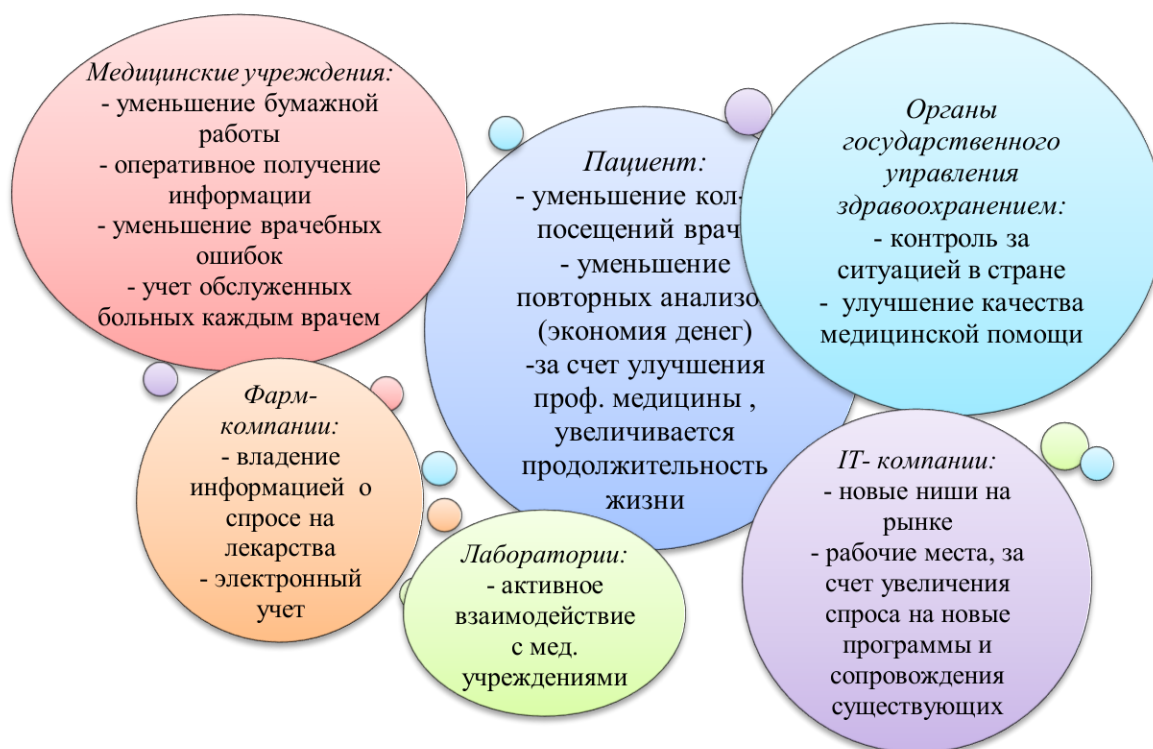 Медицинские учреждения:
- уменьшение бумажной
работы
- оперативное получение
информации
- уменьшение врачебных
ошибок
- учет обслуженных
больных каждым врачем
Пациент:
- уменьшение кол-
посещений врач
- уменьшение
повторных анализо
(экономия денег)
-за счет улучшения
проф. медицины ,
увеличивается
продолжительность
жизни
Органы
государственного
управления
здравоохранением:
- контроль за
ситуацией в стране
- улучшение качества
медицинской помощи
Фарм-
компании:
- владение
информацией о
спросе на
лекарства
- электронный
учет
Лаборатории:
- активное
взаимодействие
с мед.
учреждениями
IT- компании:
- новые ниши на
рынке
- рабочие места, за
счет увеличения
спроса на новые
программы и
сопровождения
существующих